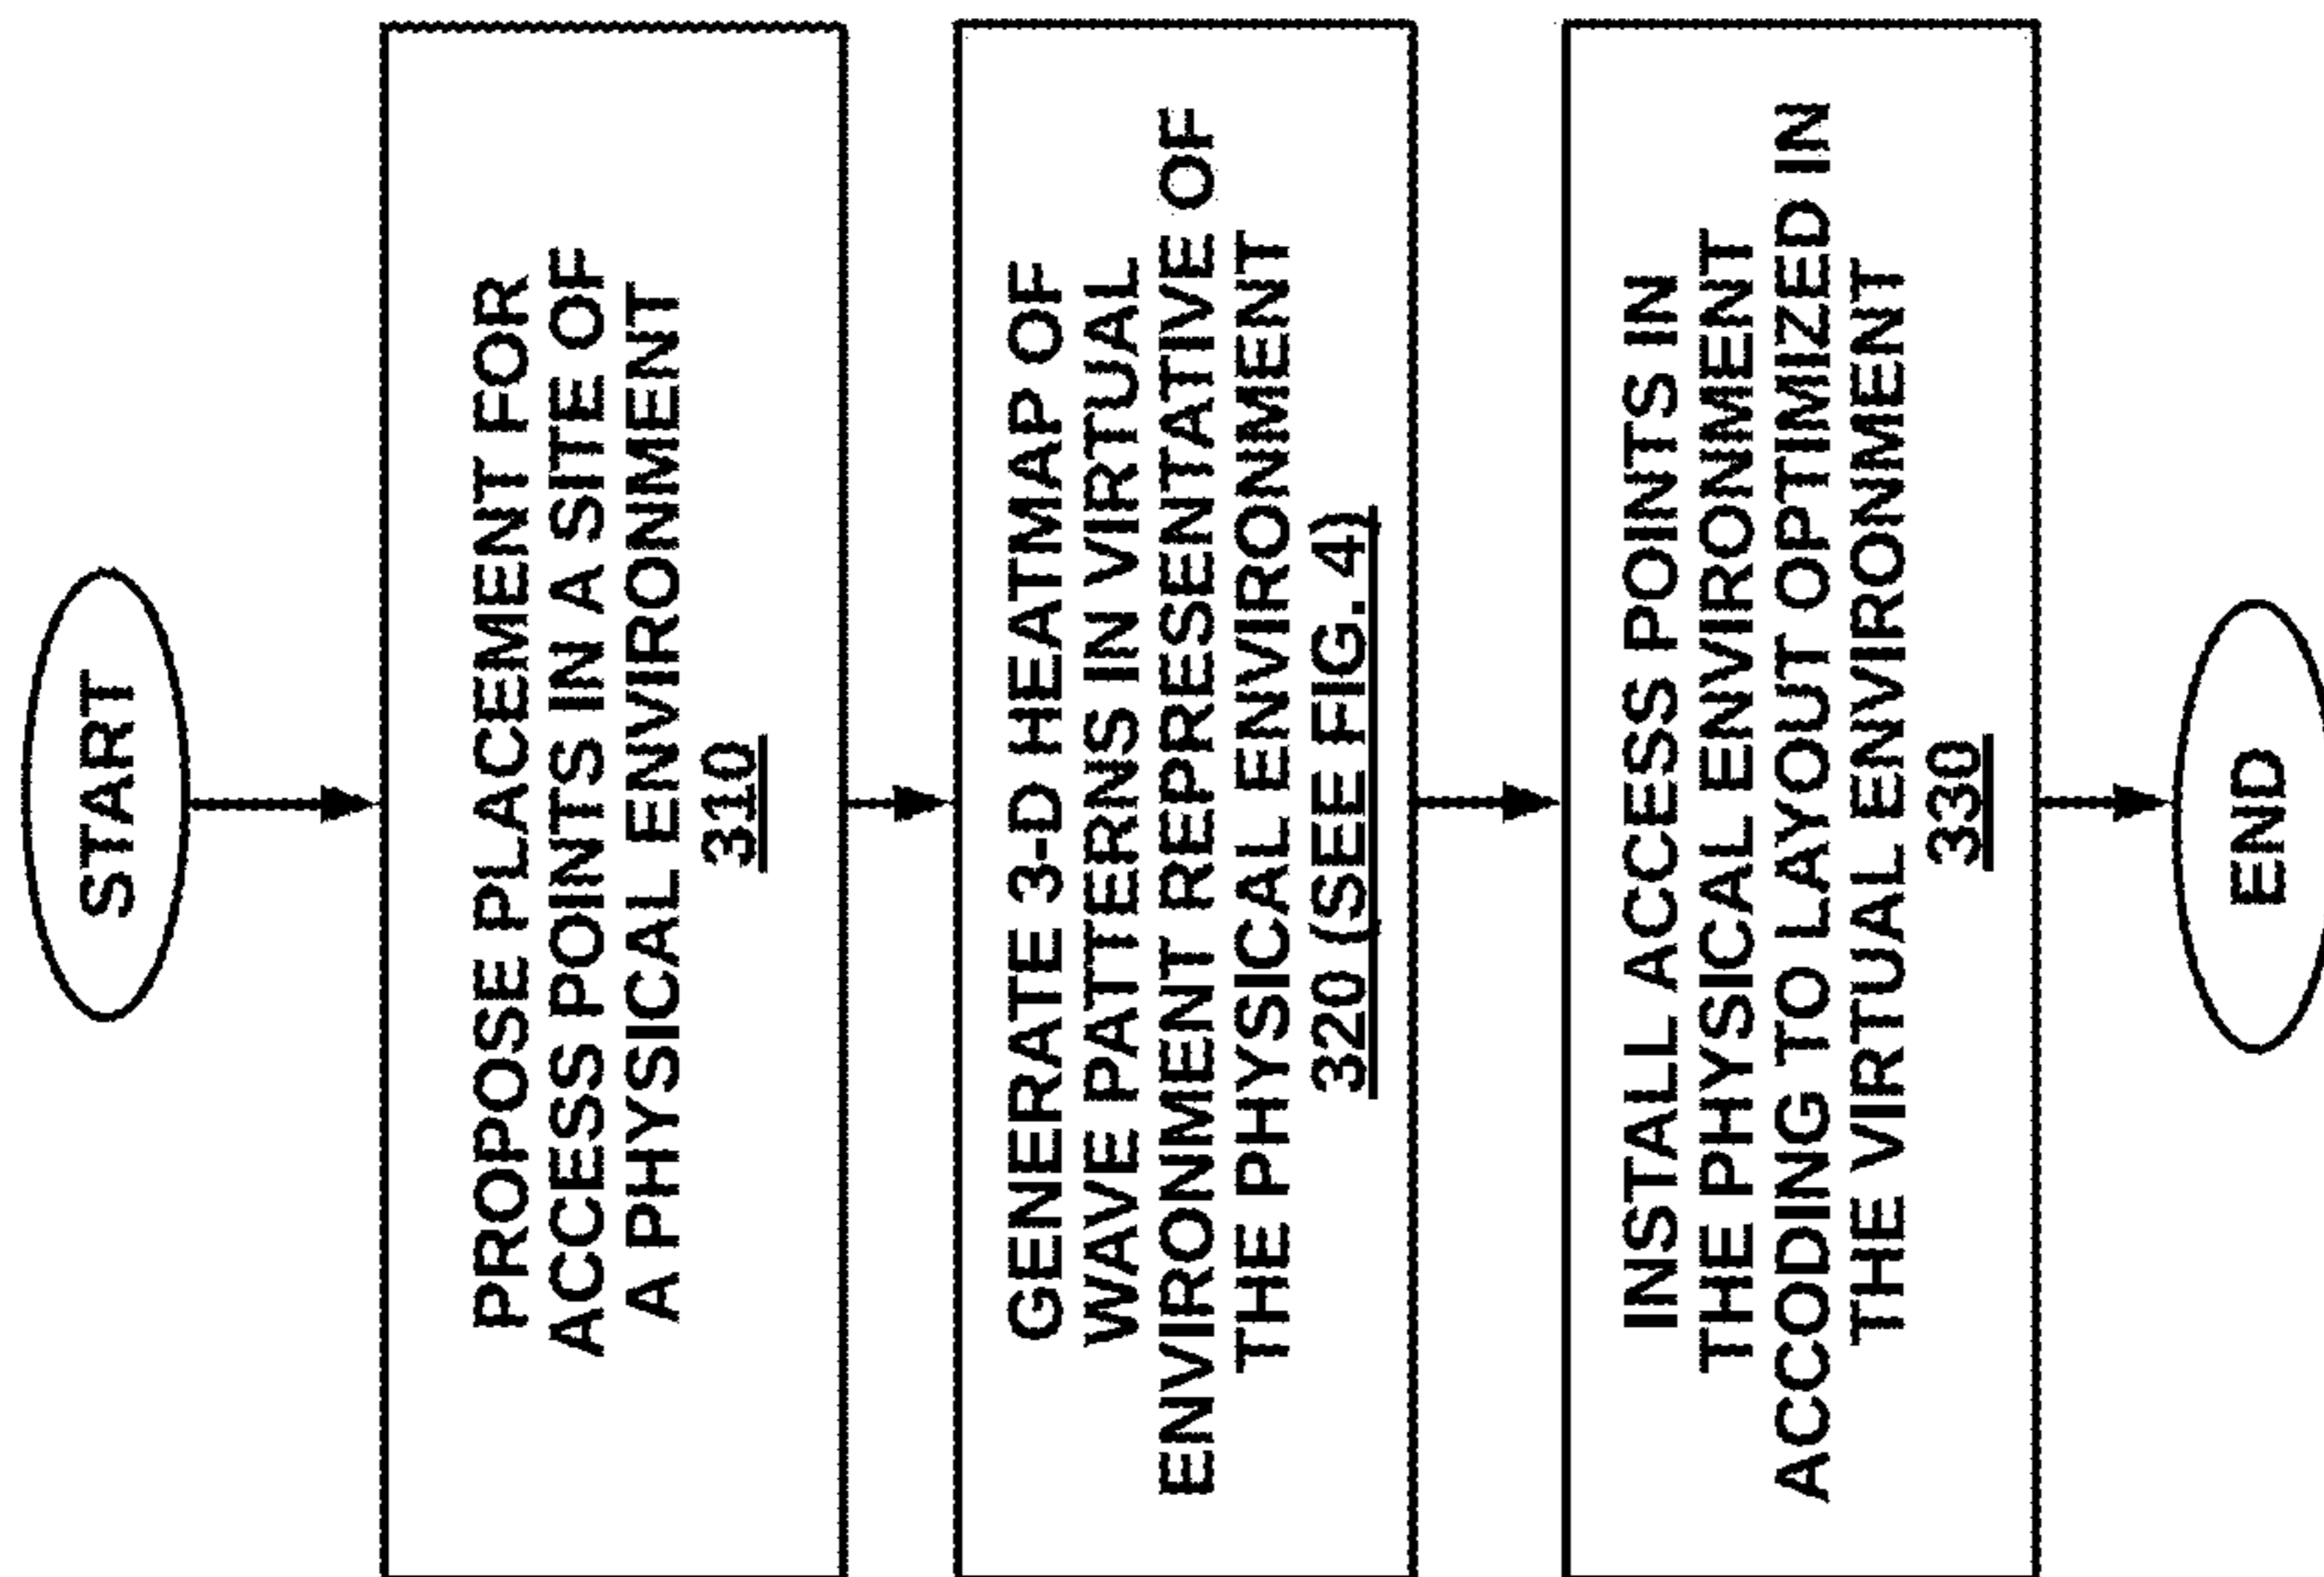 START
PROPOSE PLACEMENT FOR
ACCESS POINTS IN A SITE OF
A PHYSICAL ENVIRONMENT
310
GENERATE 3-D HEATMAP OF
WAVE PATTERNS IN VIRTUAL
ENVIRONMENT REPRESENTATIVE OF
THE PHYSICAL ENVIRONMENT
320 (SEE FIG. 4)
INSTALL ACCESS POINTS IN
THE PHYSICAL ENVIRONMENT
ACCODING TO LAYOUT OPTIMIZED IN
THE VIRTUAL ENVIRONMENT
330
END